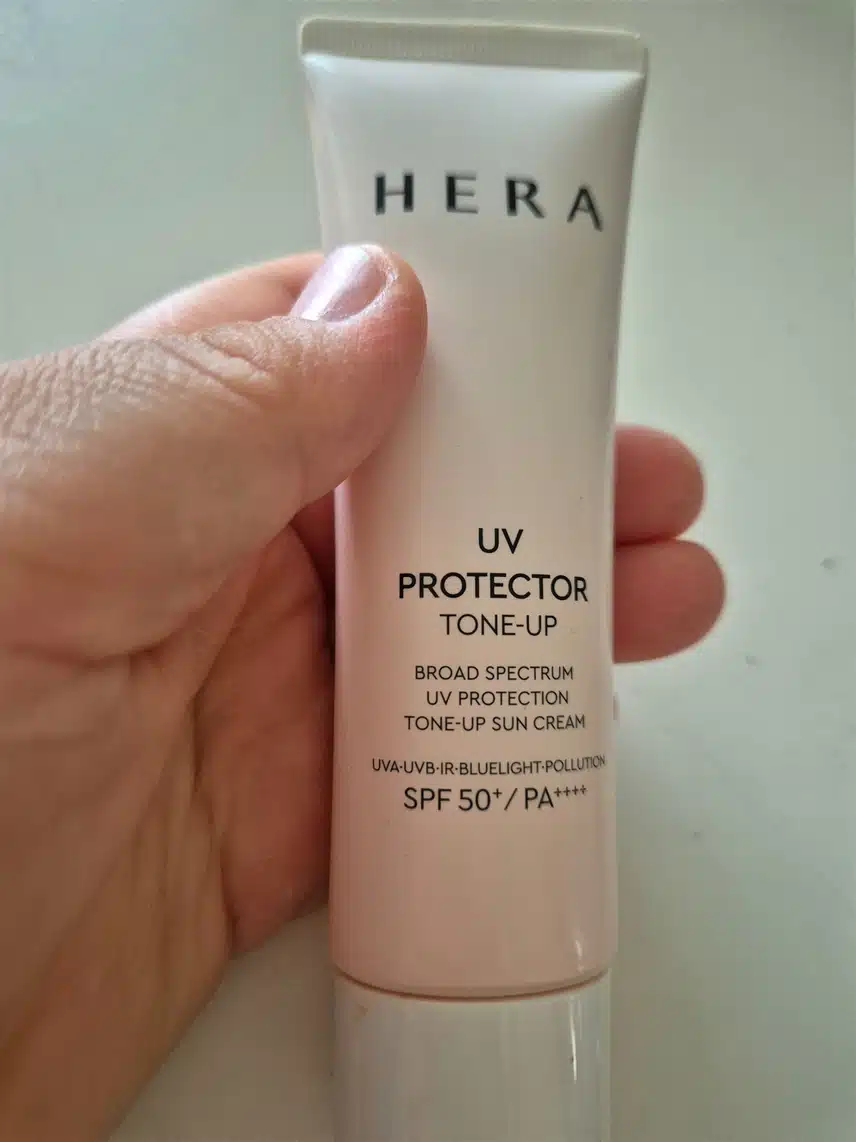 HERA
UV
PROTECTOR
TONE-UP
BROAD SPECTRUM
UV PROTECTION
TONE-UP SUN CREAM
UVA·UVB·IR·BLUELIGHT·POLLUTION
SPF 50⁺/PA⁺⁺⁺⁺